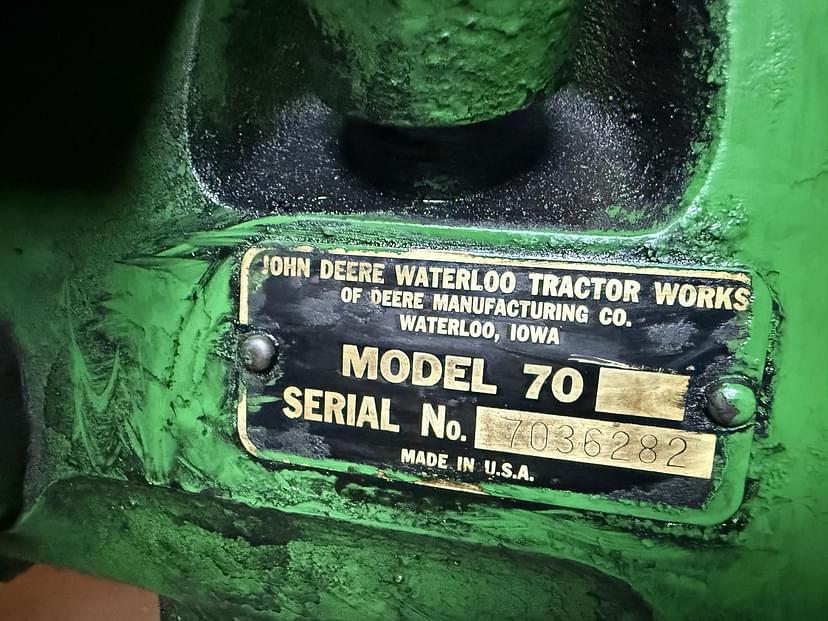 JOHN DEERE WATERLOO TRACTOR WORKS
OF DEERE MANUFACTURING CO.
WATERLOO, IOWA
MODEL 70
SERIAL No. 7036282
MADE IN U.S.A.